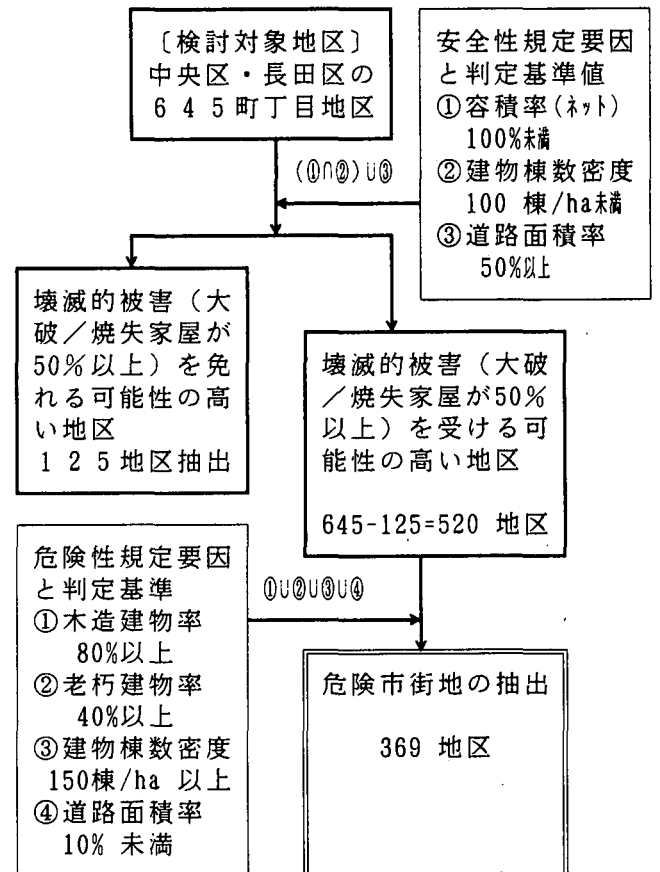 〔検討対象地区〕
中央区・長田区の
645町丁目地区
安全性規定要因
と判定基準値
①容積率(ネット)
100%未満
②建物棟数密度
100 棟/ha未満
③道路面積率
50%以上
(①∩②)∪③
壊滅的被害(大
破/焼失家屋が
50%以上)を免
れる可能性の高
い地区
125地区抽出
壊滅的被害(大破
/焼失家屋が50%
以上)を受ける可
能性の高い地区
645-125=520 地区
危険性規定要因
と判定基準
①木造建物率
80%以上
②老朽建物率
40%以上
③建物棟数密度
150棟/ha 以上
④道路面積率
10% 未満
①∪②∪③∪④
危険市街地の抽出
369 地区